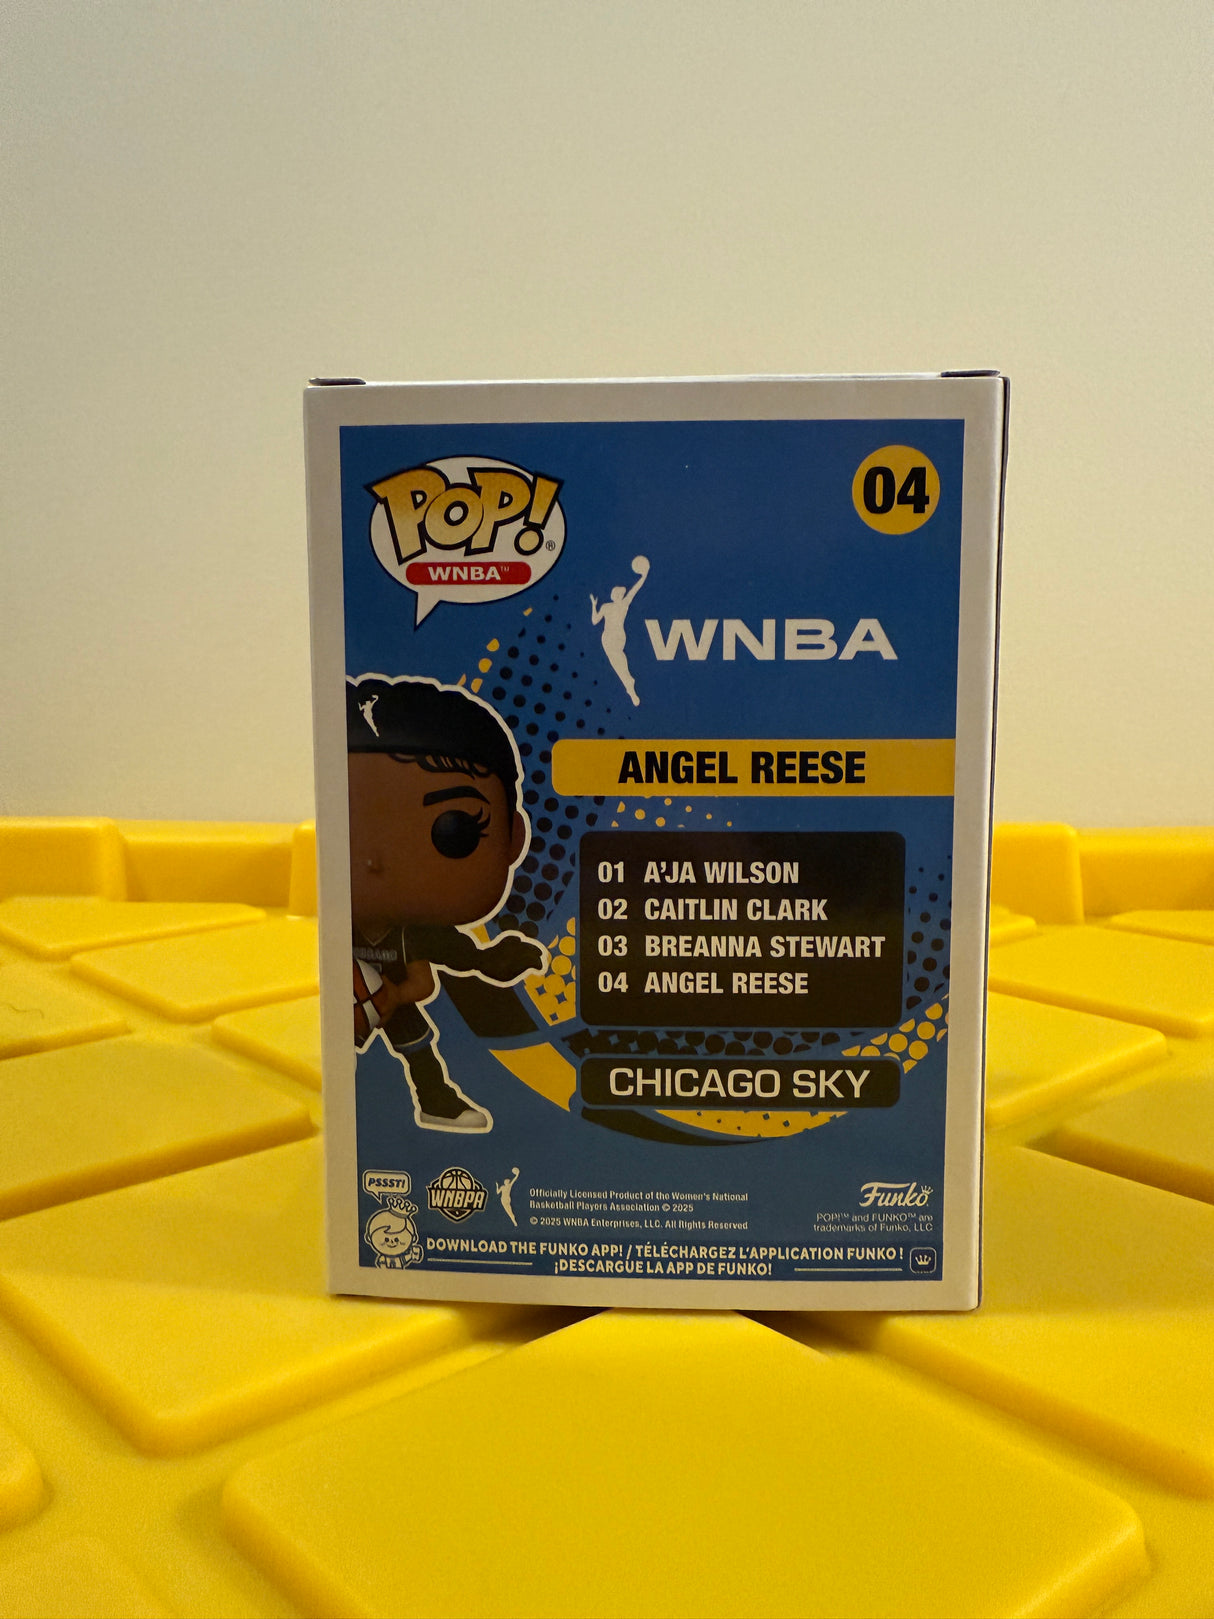 POP!®
WNBA™
04
WNBA
ANGEL REESE
01 A'JA WILSON
02 CAITLIN CLARK
03 BREANNA STEWART
04 ANGEL REESE
CHICAGO SKY
PSSST!
WNBPA
Officially Licensed Product of the Women's National
Basketball Players Association © 2025
© 2025 WNBA Enterprises, LLC. All Rights Reserved
Funko
POP!™ and FUNKO™ are
trademarks of Funko, LLC
DOWNLOAD THE FUNKO APP! / TÉLÉCHARGEZ L'APPLICATION FUNKO !
¡DESCARGUE LA APP DE FUNKO!